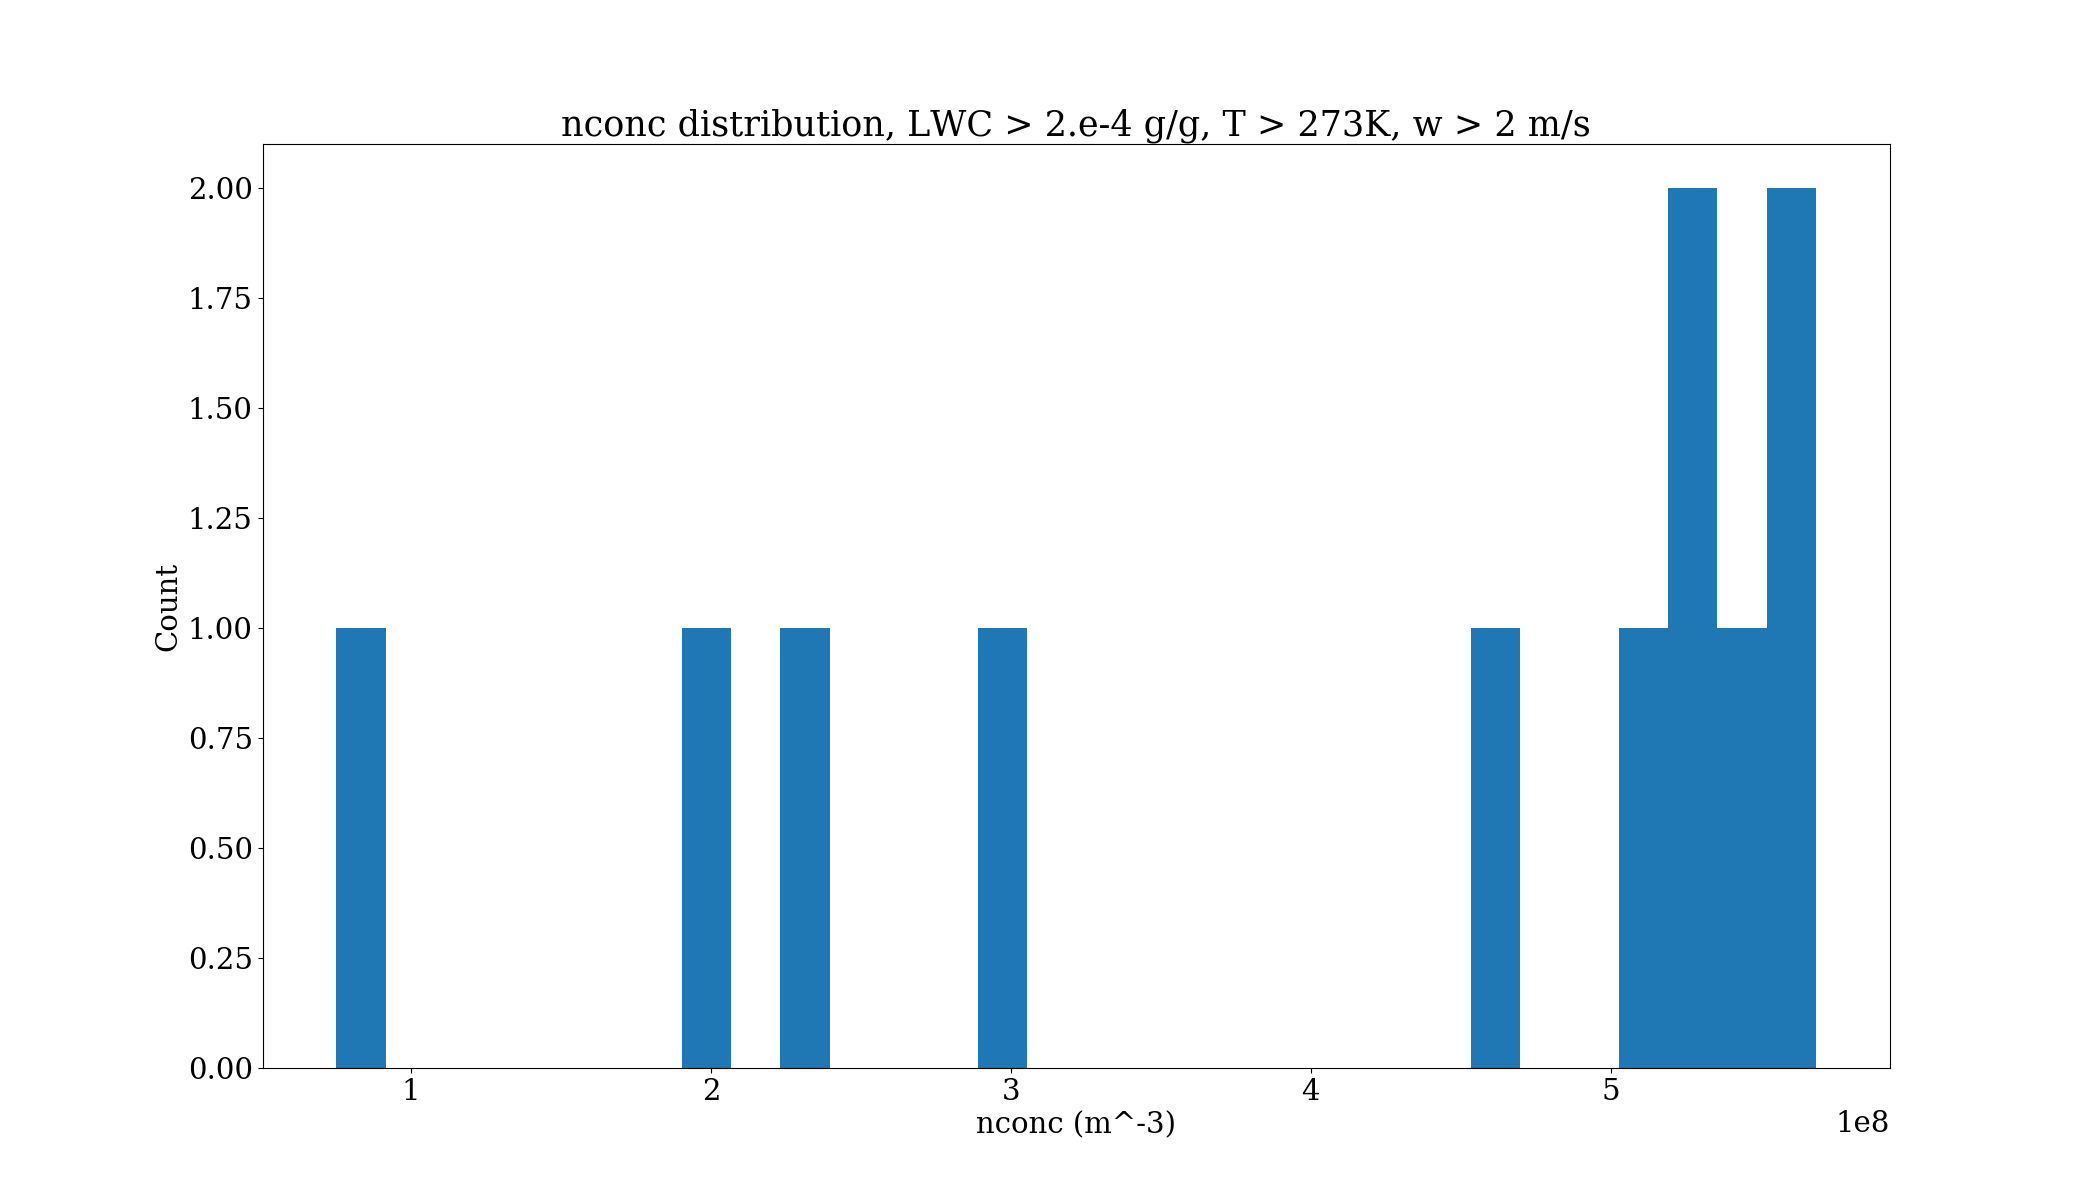 nconc distribution, LWC > 2.e-4 g/g, T > 273K, w > 2 m/s
2.00
1.75
1.50
1.25
1.00
0.75
0.50
0.25
0.00
Count
1 2 3 4 5
nconc (m^-3)
1e8